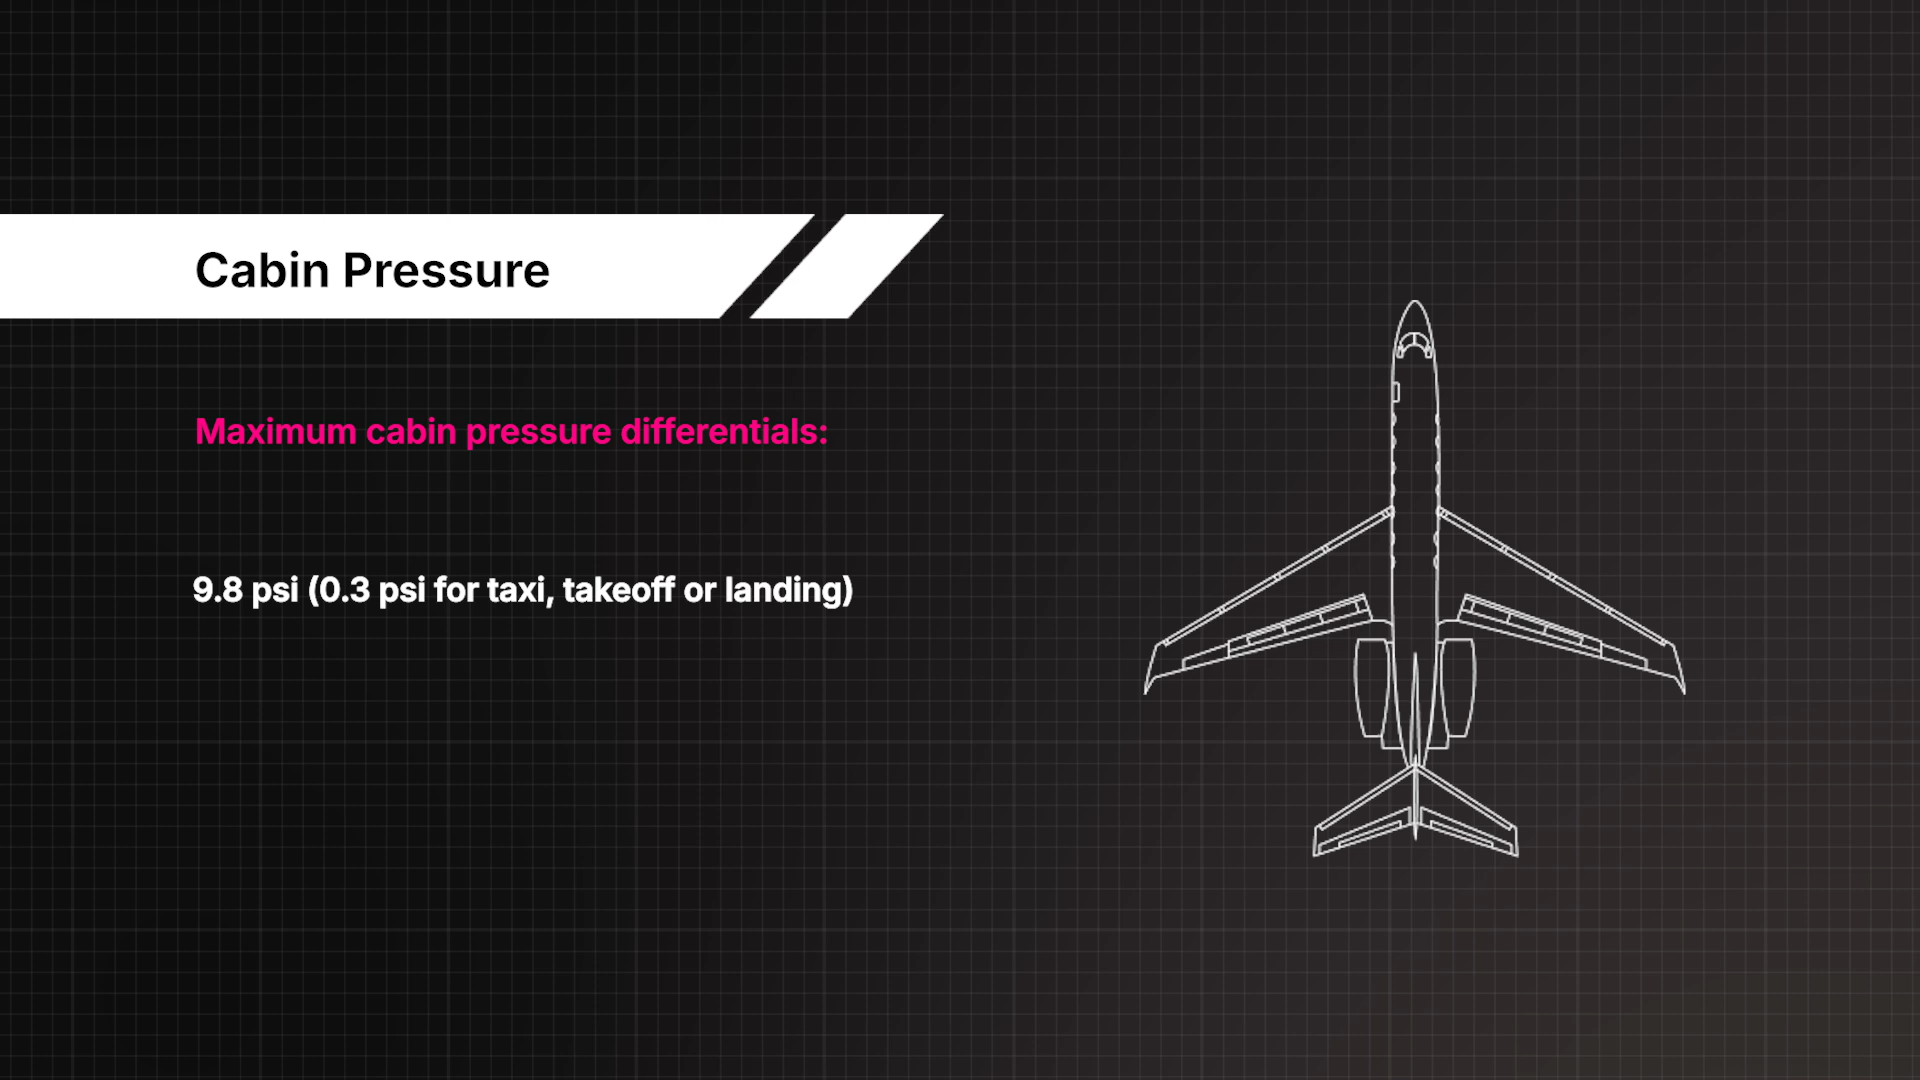 Cabin Pressure
Maximum cabin pressure differentials:
9.8 psi (0.3 psi for taxi, takeoff or landing)